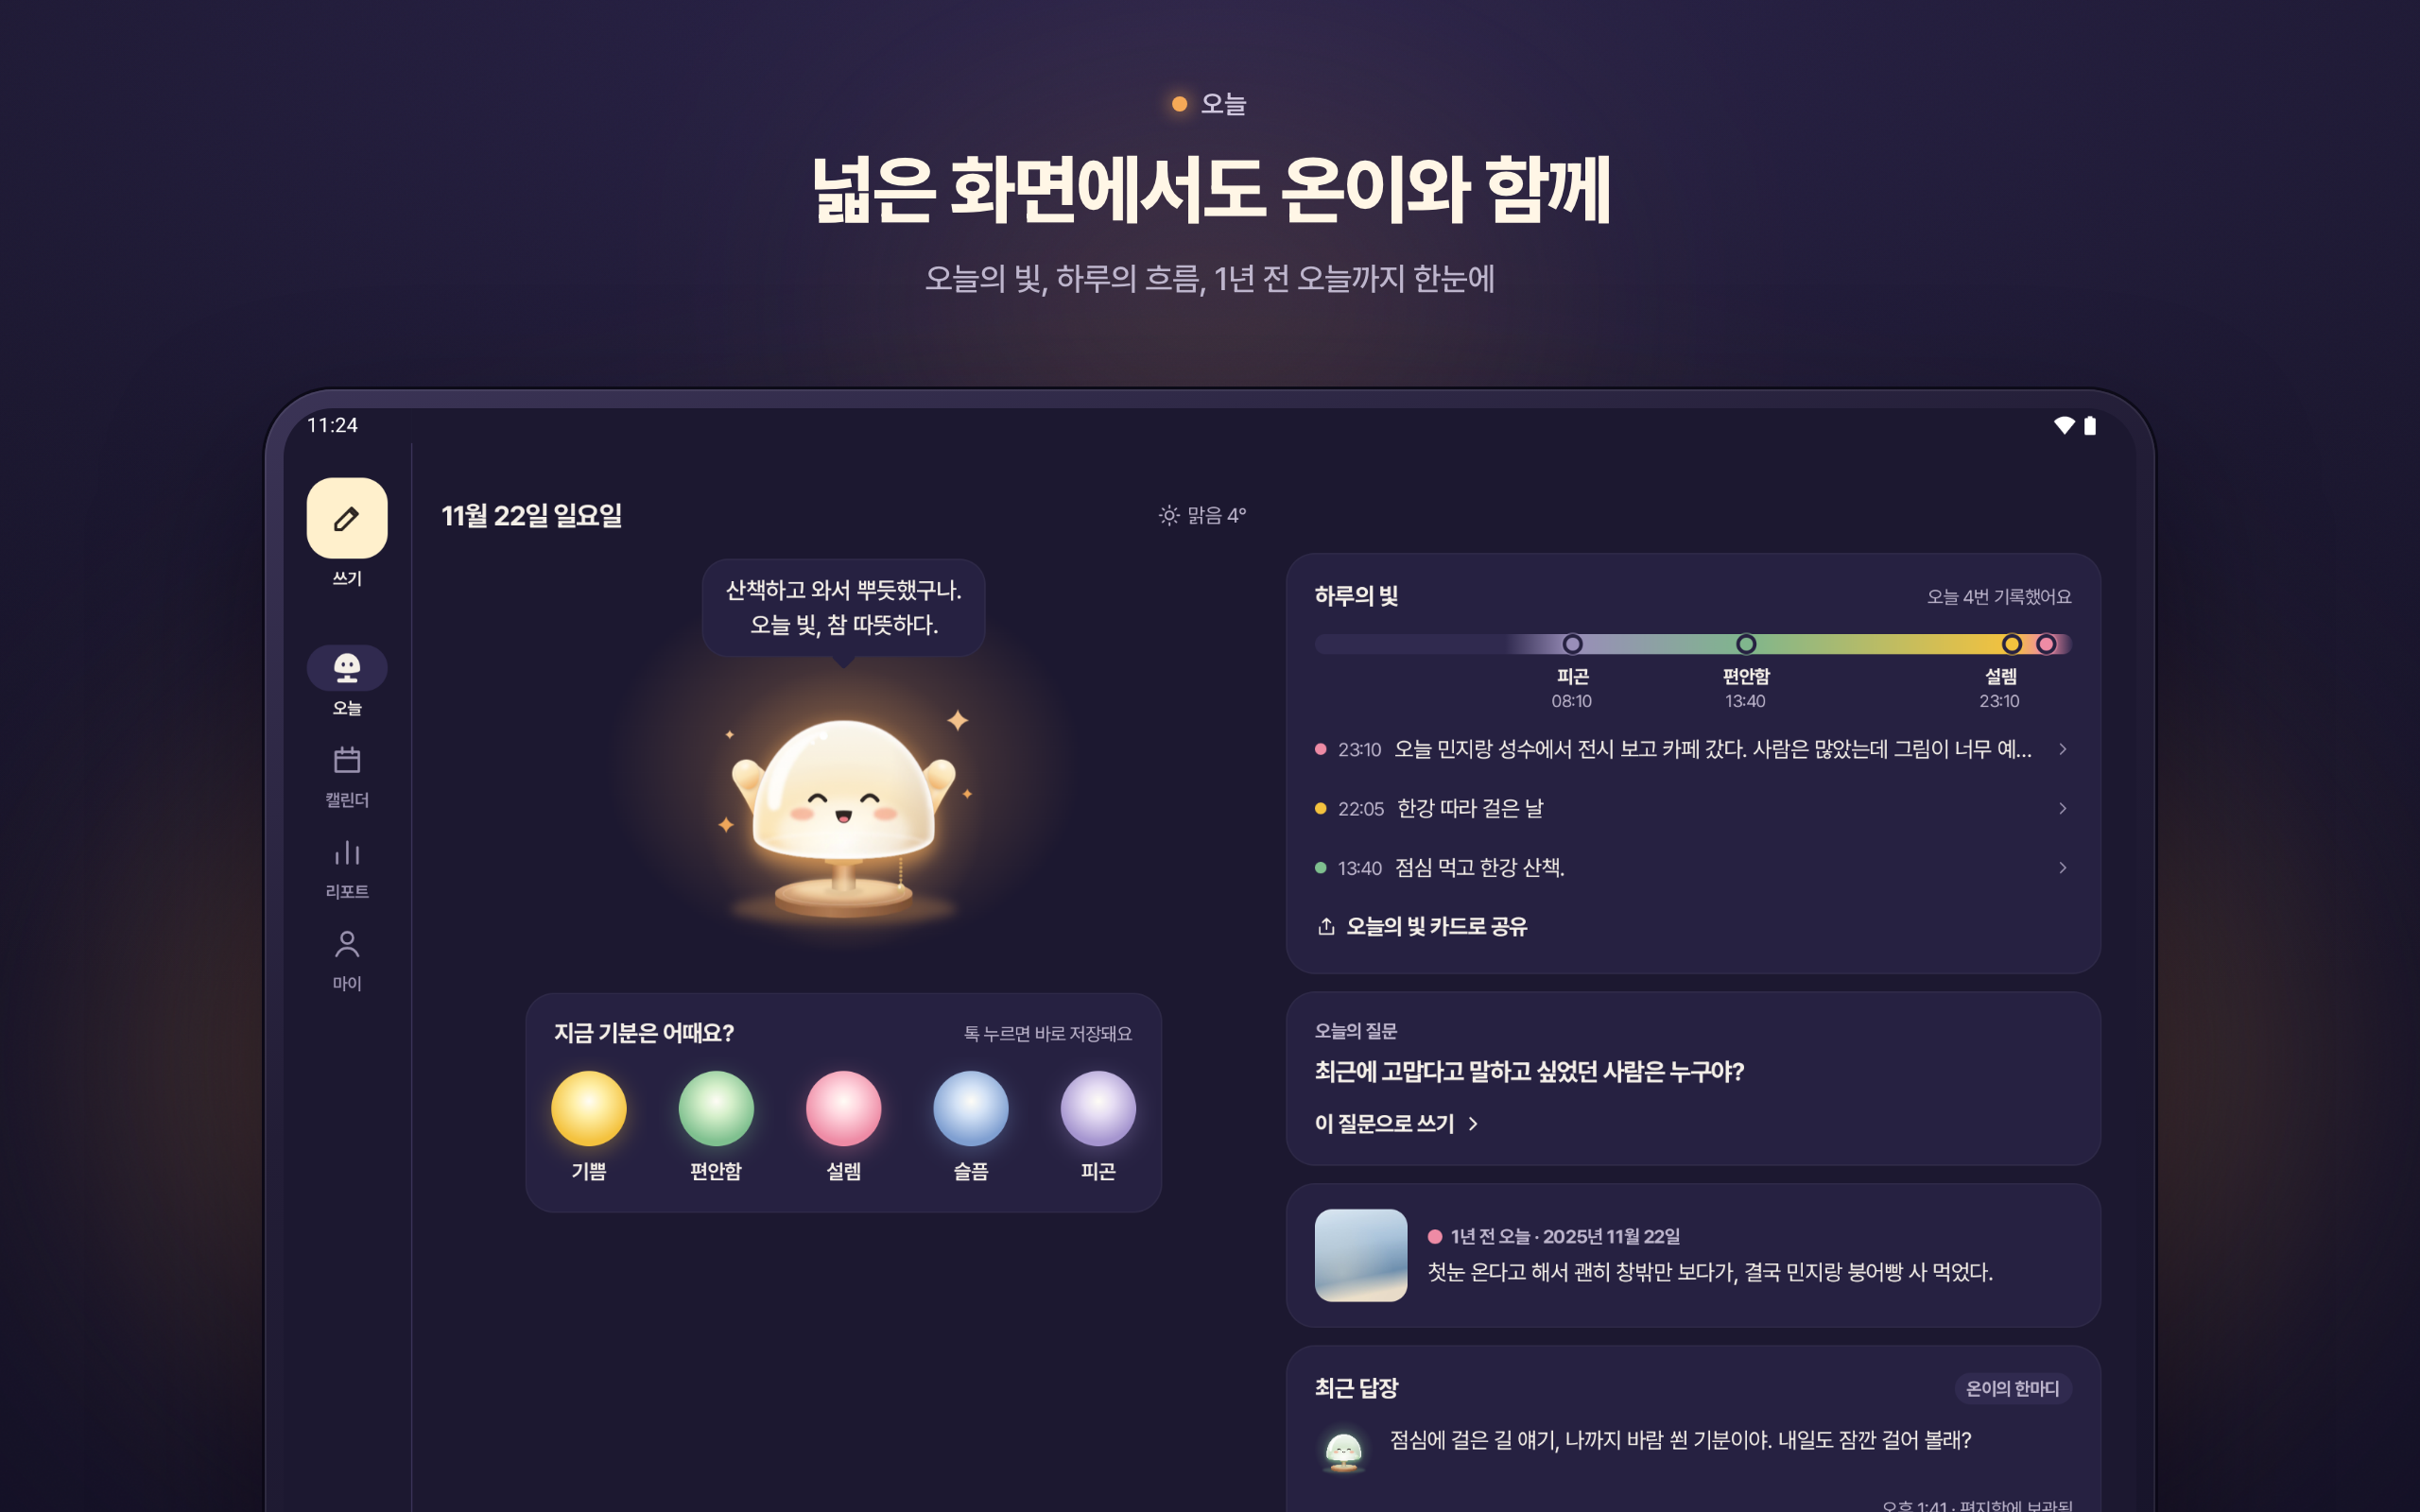 오늘
넓은 화면에서도 온이와 함께
오늘의 빛, 하루의 흐름, 1년 전 오늘까지 한눈에
11:24
쓰기
오늘
캘린더
리포트
마이
11월 22일 일요일
맑음 4°
산책하고 와서 뿌듯했구나.
오늘 빛, 참 따뜻하다.
지금 기분은 어때요?
톡 누르면 바로 저장돼요
기쁨
편안함
설렘
슬픔
피곤
하루의 빛
오늘 4번 기록했어요
피곤
08:10
편안함
13:40
설렘
23:10
23:10 오늘 민지랑 성수에서 전시 보고 카페 갔다. 사람은 많았는데 그림이 너무 예...
22:05 한강 따라 걸은 날
13:40 점심 먹고 한강 산책.
오늘의 빛 카드로 공유
오늘의 질문
최근에 고맙다고 말하고 싶었던 사람은 누구야?
이 질문으로 쓰기
1년 전 오늘 · 2025년 11월 22일
첫눈 온다고 해서 괜히 창밖만 보다가, 결국 민지랑 붕어빵 사 먹었다.
최근 답장
온이의 한마디
점심에 걸은 길 얘기, 나까지 바람 쐰 기분이야. 내일도 잠깐 걸어 볼래?
오후 1:41 · 편지함에 보관됨